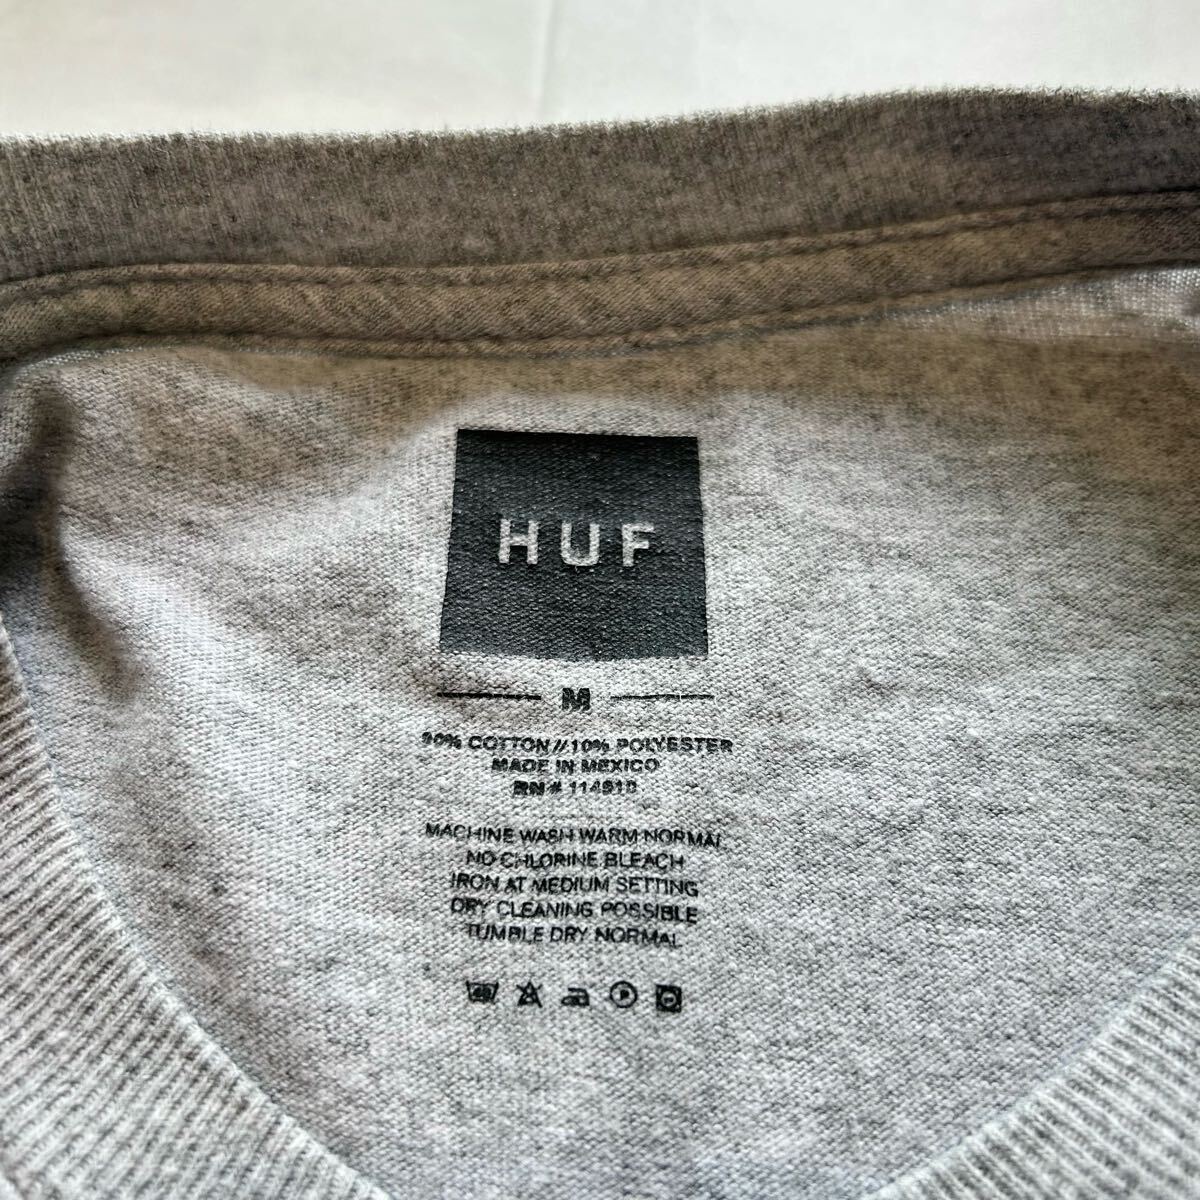 HUF
M
90% COTTON//10% POLYESTER
MADE IN MEXICO
RN# 114910
MACHINE WASH WARM NORMAL
NO CHLORINE BLEACH
IRON AT MEDIUM SETTING
DRY CLEANING POSSIBLE
TUMBLE DRY NORMAL